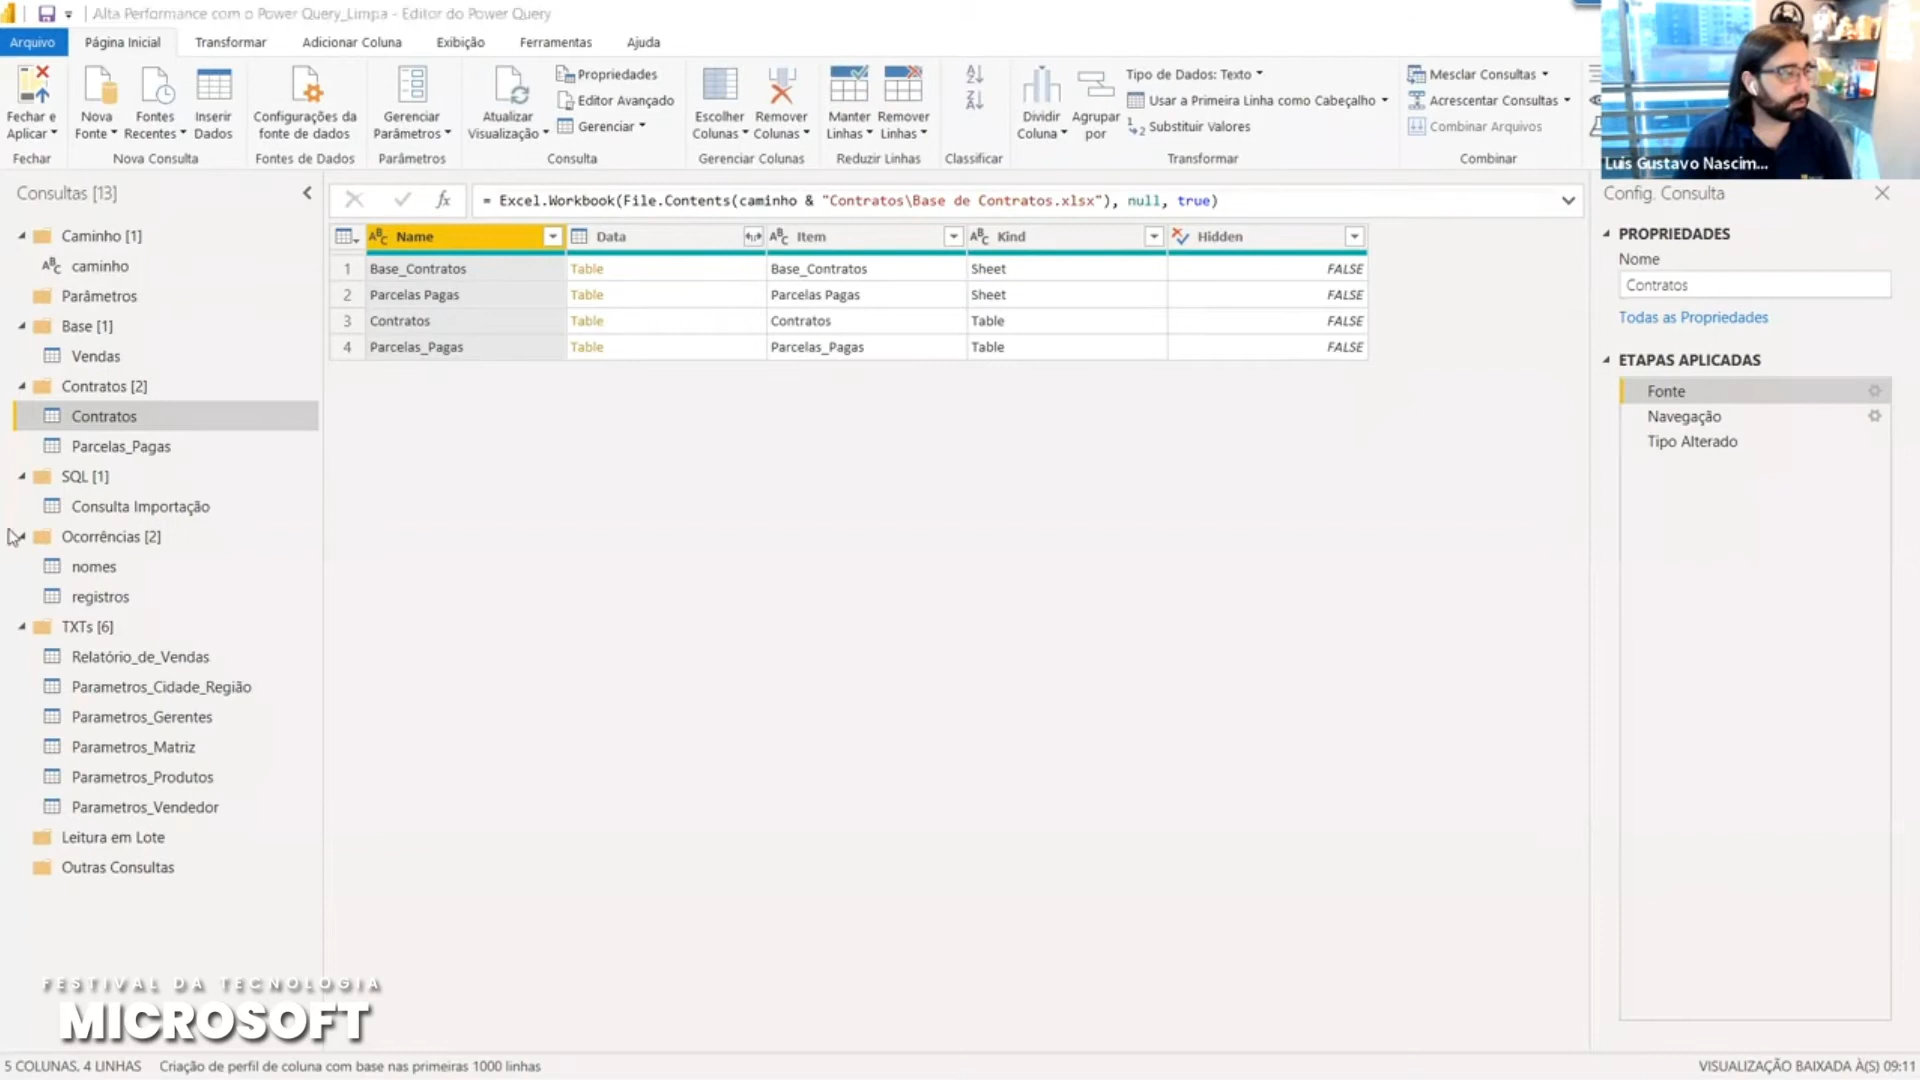 Alta Performance com o Power Query_Limpa - Editor do Power Query
Arquivo
Página Inicial
Transformar
Adicionar Coluna
Exibição
Ferramentas
Ajuda
Fechar e
Aplicar
Nova
Fonte
Fontes
Recentes
Inserir
Dados
Configurações da
fonte de dados
Gerenciar
Parâmetros
Atualizar
Visualização
Propriedades
Editor Avançado
Gerenciar
Escolher
Colunas
Remover
Colunas
Manter
Linhas
Remover
Linhas
Dividir
Coluna
Agrupar
por
Tipo de Dados: Texto
Usar a Primeira Linha como Cabeçalho
Substituir Valores
Mesclar Consultas
Acrescentar Consultas
Combinar Arquivos
Fechar
Nova Consulta
Fontes de Dados
Parâmetros
Consulta
Gerenciar Colunas
Reduzir Linhas
Classificar
Transformar
Combinar
Luis Gustavo Nascim...
Consultas [13]
Caminho [1]
caminho
Parâmetros
Base [1]
Vendas
Contratos [2]
Contratos
Parcelas_Pagas
SQL [1]
Consulta Importação
Ocorrências [2]
nomes
registros
TXTs [6]
Relatório_de_Vendas
Parametros_Cidade_Região
Parametros_Gerentes
Parametros_Matriz
Parametros_Produtos
Parametros_Vendedor
Leitura em Lote
Outras Consultas
fx
= Excel.Workbook(File.Contents(caminho & "Contratos\Base de Contratos.xlsx"), null, true)
Name Data Item Kind Hidden
1 Base_Contratos Table Base_Contratos Sheet FALSE
2 Parcelas Pagas Table Parcelas Pagas Sheet FALSE
3 Contratos Table Contratos Table FALSE
4 Parcelas_Pagas Table Parcelas_Pagas Table FALSE
Config. Consulta
PROPRIEDADES
Nome
Contratos
Todas as Propriedades
ETAPAS APLICADAS
Fonte
Navegação
Tipo Alterado
FESTIVAL DA TECNOLOGIA
MICROSOFT
5 COLUNAS, 4 LINHAS
Criação de perfil de coluna com base nas primeiras 1000 linhas
VISUALIZAÇÃO BAIXADA À(S) 09:11